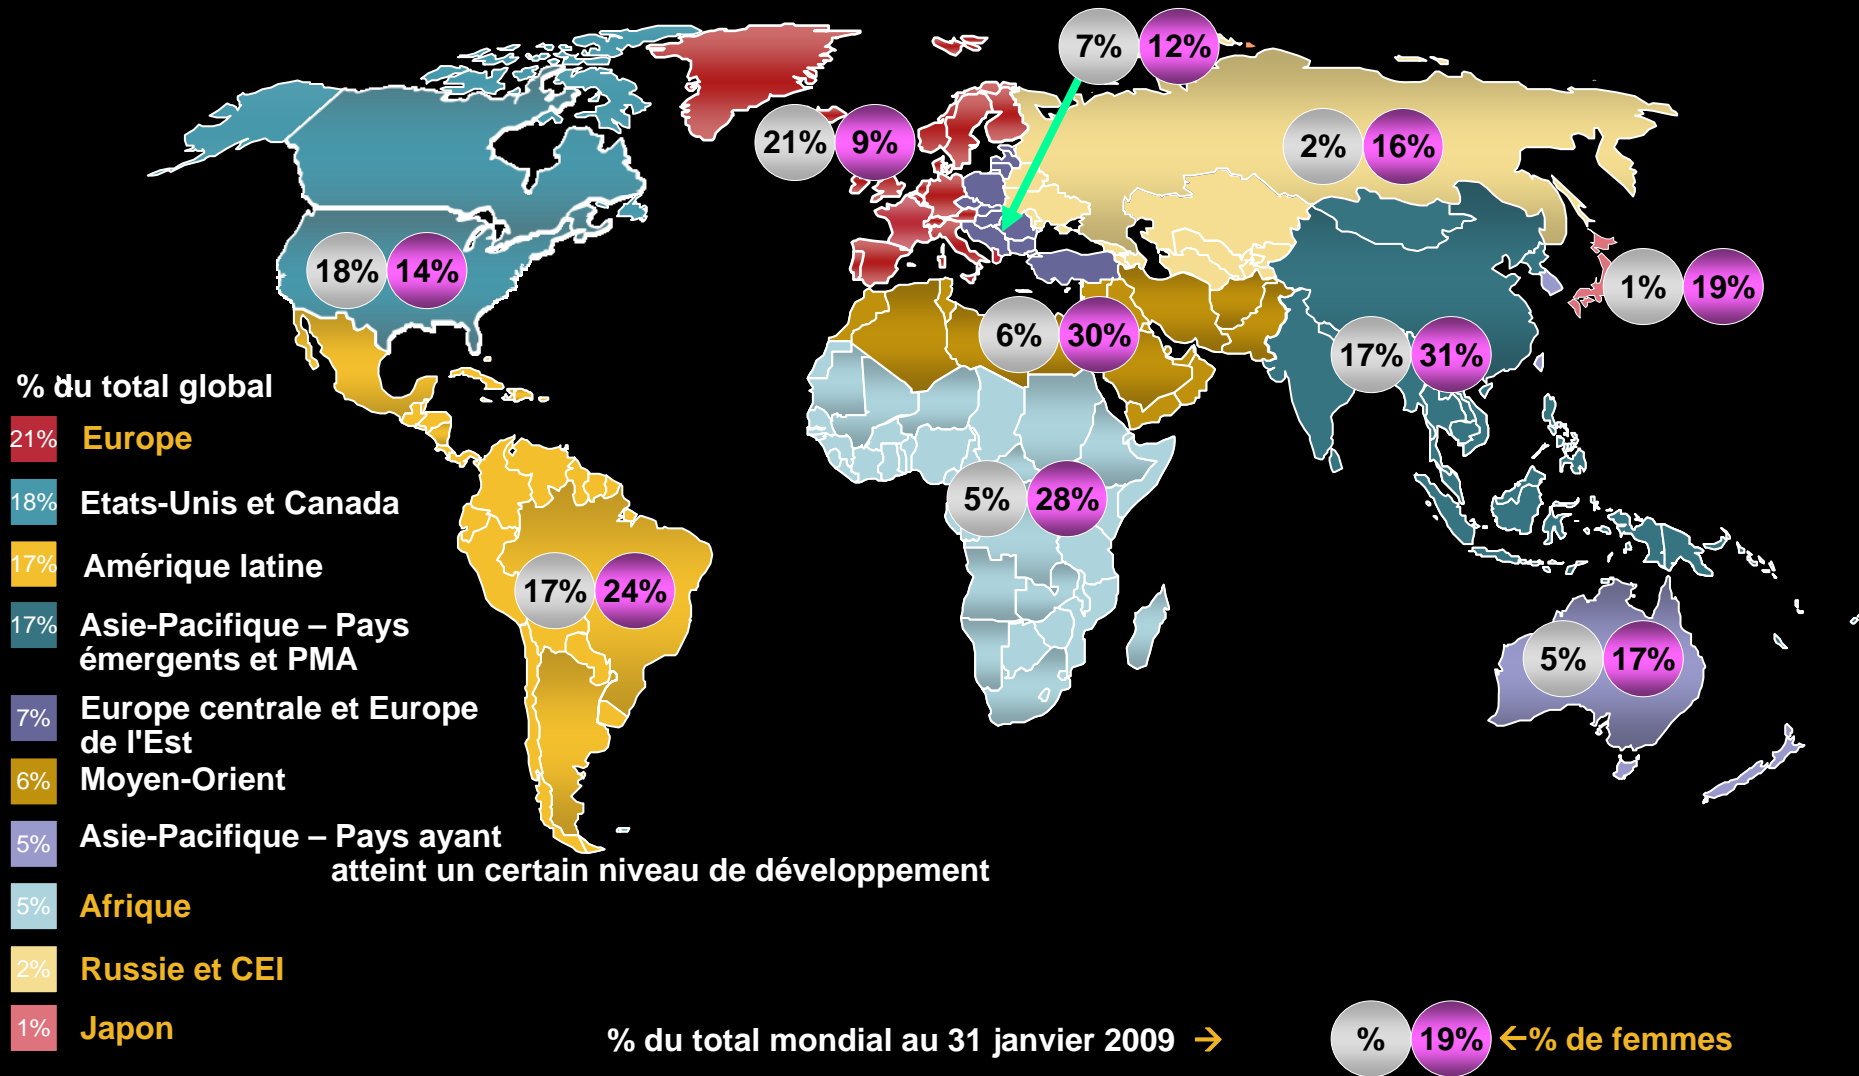 7% 12%
21% 9%
2% 16%
18% 14%
1% 19%
6% 30%
17% 31%
% du total global
21% Europe
18% Etats-Unis et Canada
5% 28%
17% Amérique latine
17% 24%
17% Asie-Pacifique – Pays
émergents et PMA
5% 17%
7% Europe centrale et Europe
de l'Est
6% Moyen-Orient
5% Asie-Pacifique – Pays ayant
atteint un certain niveau de développement
5% Afrique
2% Russie et CEI
1% Japon
% du total mondial au 31 janvier 2009 → % 19% ←% de femmes